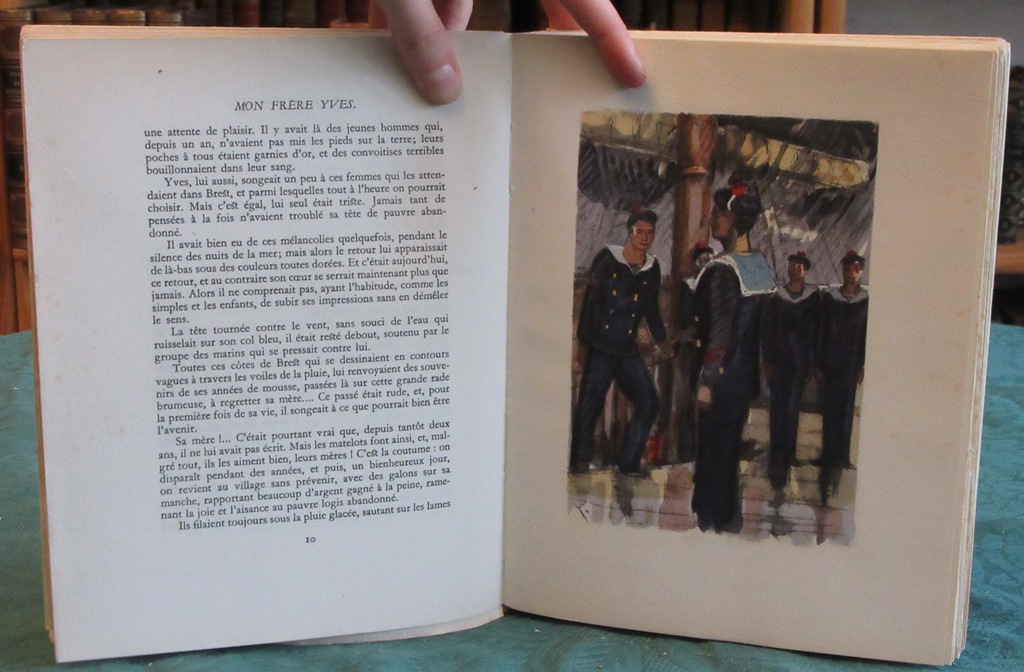 MON FRÈRE YVES.
une attente de plaisir. Il y avait là des jeunes hommes qui,
depuis un an, n'avaient pas mis les pieds sur la terre; leurs
poches à tous étaient garnies d'or, et des convoitises terribles
bouillonnaient dans leur sang.
Yves, lui aussi, songeait un peu à ces femmes qui les atten-
daient dans Brest, et parmi lesquelles tout à l'heure on pourrait
choisir. Mais c'est égal, lui seul était triste. Jamais tant de
pensées à la fois n'avaient troublé sa tête de pauvre aban-
donné.
Il avait bien eu de ces mélancolies quelquefois, pendant le
silence des nuits de la mer; mais alors le retour lui apparaissait
de là-bas sous des couleurs toutes dorées. Et c'était aujourd'hui,
ce retour, et au contraire son cœur se serrait maintenant plus que
jamais. Alors il ne comprenait pas, ayant l'habitude, comme les
simples et les enfants, de subir ses impressions sans en démêler
le sens.
La tête tournée contre le vent, sans souci de l'eau qui
ruisselait sur son col bleu, il était resté debout, soutenu par le
groupe des marins qui se pressait contre lui.
Toutes ces côtes de Brest qui se dessinaient en contours
vagues à travers les voiles de la pluie, lui renvoyaient des souve-
nirs de ses années de mousse, passées là sur cette grande rade
brumeuse, à regretter sa mère.... Ce passé était rude, et, pour
la première fois de sa vie, il songeait à ce que pourrait bien être
l'avenir.
Sa mère !... C'était pourtant vrai que, depuis tantôt deux
ans, il ne lui avait pas écrit. Mais les matelots font ainsi, et, mal-
gré tout, ils les aiment bien, leurs mères ! C'est la coutume : on
disparaît pendant des années, et puis, un bienheureux jour,
on revient au village sans prévenir, avec des galons sur sa
manche, rapportant beaucoup d'argent gagné à la peine, rame-
nant la joie et l'aisance au pauvre logis abandonné.
Ils filaient toujours sous la pluie glacée, sautant sur les lames
10